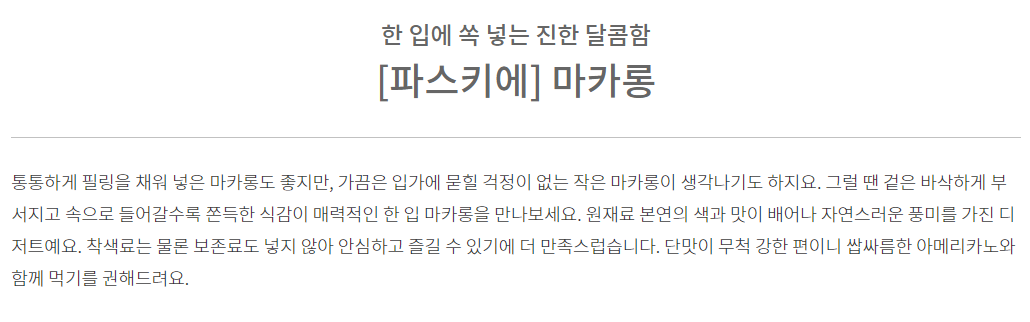 한 입에 쏙 넣는 진한 달콤함
[파스키에] 마카롱
통통하게 필링을 채워 넣은 마카롱도 좋지만, 가끔은 입가에 묻힐 걱정이 없는 작은 마카롱이 생각나기도 하지요. 그럴 땐 겉은 바삭하게 부
서지고 속으로 들어갈수록 쫀득한 식감이 매력적인 한 입 마카롱을 만나보세요. 원재료 본연의 색과 맛이 배어나 자연스러운 풍미를 가진 디
저트예요. 착색료는 물론 보존료도 넣지 않아 안심하고 즐길 수 있기에 더 만족스럽습니다. 단맛이 무척 강한 편이니 쌉싸름한 아메리카노와
함께 먹기를 권해드려요.